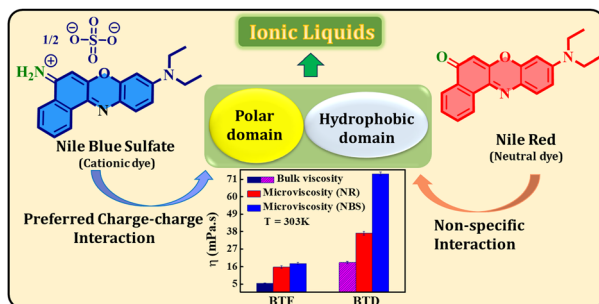 Ionic Liquids
1/2
⊖O O⊖
S
O O
H₂N
⊕
O
N
N
Nile Blue Sulfate
(Cationic dye)
Polar
domain
Hydrophobic
domain
O
O
N
N
Nile Red
(Neutral dye)
Preferred Charge-charge
Interaction
Non-specific
Interaction
η (mPa.s)
71
60
49
38
27
16
5
Bulk viscosity
Microviscosity (NR)
Microviscosity (NBS)
T = 303K
BTE
BTD